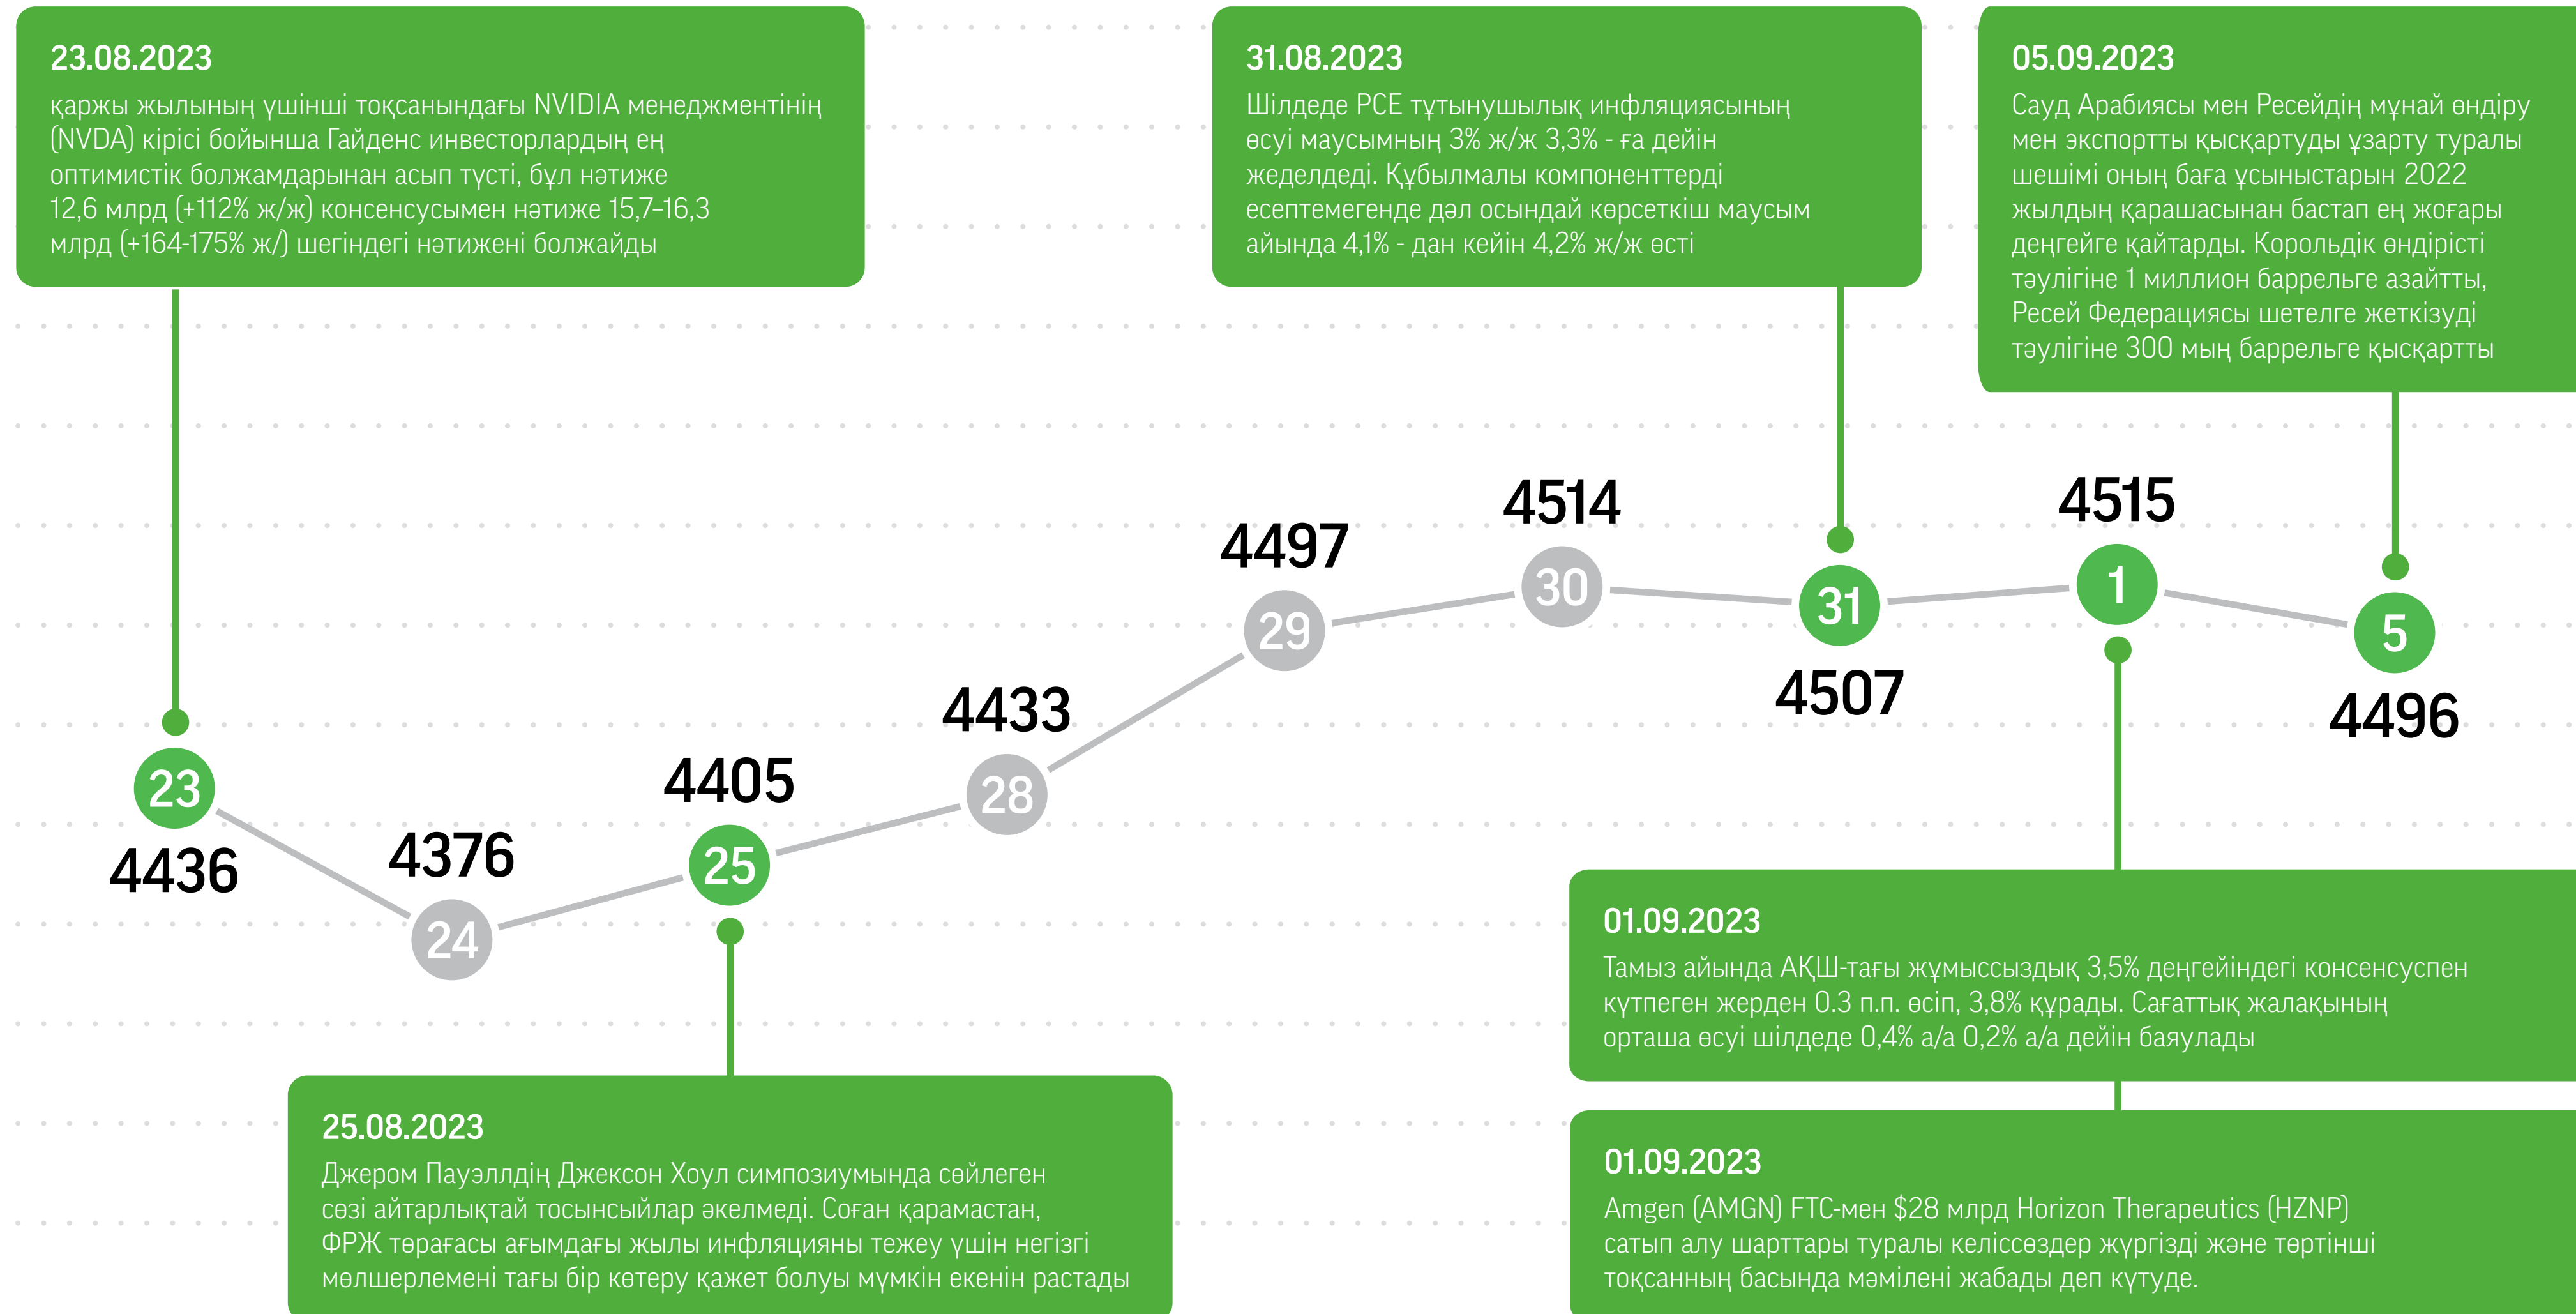 23.08.2023
қаржы жылының үшінші тоқсанындағы NVIDIA менеджментінің
(NVDA) кірісі бойынша Гайденс инвесторлардың ең
оптимистік болжамдарынан асып түсті, бұл нәтиже
12,6 млрд (+112% ж/ж) консенсусымен нәтиже 15,7–16,3
млрд (+164-175% ж/) шегіндегі нәтижені болжайды
31.08.2023
Шілдеде PCE тұтынушылық инфляциясының
өсуі маусымның 3% ж/ж 3,3% - ға дейін
жеделдеді. Құбылмалы компоненттерді
есептемегенде дәл осындай көрсеткіш маусым
айында 4,1% - дан кейін 4,2% ж/ж өсті
05.09.2023
Сауд Арабиясы мен Ресейдің мұнай өндіру
мен экспортты қысқартуды ұзарту туралы
шешімі оның баға ұсыныстарын 2022
жылдың қарашасынан бастап ең жоғары
деңгейге қайтарды. Корольдік өндірісті
тәулігіне 1 миллион баррельге азайтты,
Ресей Федерациясы шетелге жеткізуді
тәулігіне 300 мың баррельге қысқартты
23
4436
4376
24
4405
25
4433
28
4497
29
4514
30
31
4507
4515
1
5
4496
25.08.2023
Джером Пауэллдің Джексон Хоул симпозиумында сөйлеген
сөзі айтарлықтай тосынсыйлар әкелмеді. Соған қарамастан,
ФРЖ төрағасы ағымдағы жылы инфляцияны тежеу үшін негізгі
мөлшерлемені тағы бір көтеру қажет болуы мүмкін екенін растады
01.09.2023
Тамыз айында АҚШ-тағы жұмыссыздық 3,5% деңгейіндегі консенсуспен
күтпеген жерден 0.3 п.п. өсіп, 3,8% құрады. Сағаттық жалақының
орташа өсуі шілдеде 0,4% а/а 0,2% а/а дейін баяулады
01.09.2023
Amgen (AMGN) FTC-мен $28 млрд Horizon Therapeutics (HZNP)
сатып алу шарттары туралы келіссөздер жүргізді және төртінші
тоқсанның басында мәмілені жабады деп күтуде.